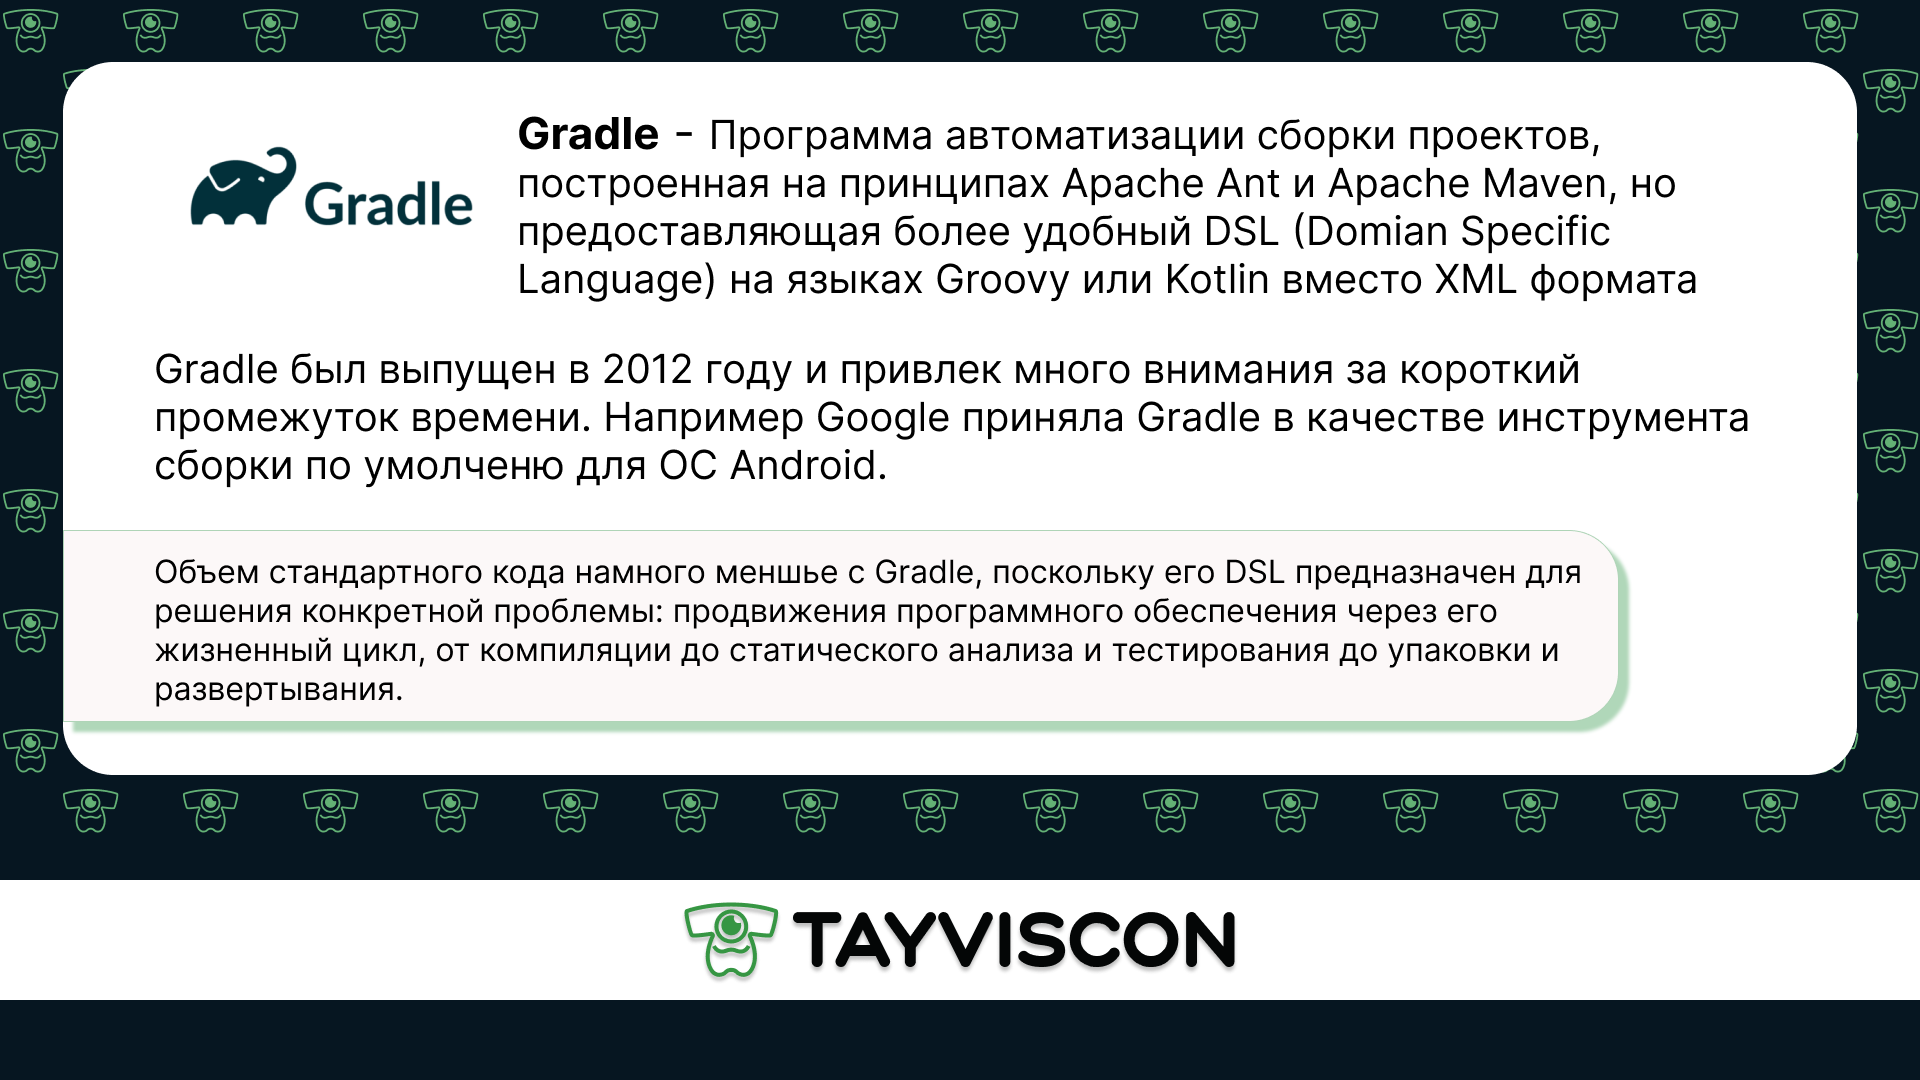 Gradle
Gradle - Программа автоматизации сборки проектов,
построенная на принципах Apache Ant и Apache Maven, но
предоставляющая более удобный DSL (Domian Specific
Language) на языках Groovy или Kotlin вместо XML формата
Gradle был выпущен в 2012 году и привлек много внимания за короткий
промежуток времени. Например Google приняла Gradle в качестве инструмента
сборки по умолченю для ОС Android.
Объем стандартного кода намного меншье с Gradle, поскольку его DSL предназначен для
решения конкретной проблемы: продвижения программного обеспечения через его
жизненный цикл, от компиляции до статического анализа и тестирования до упаковки и
развертывания.
TAYVISCON